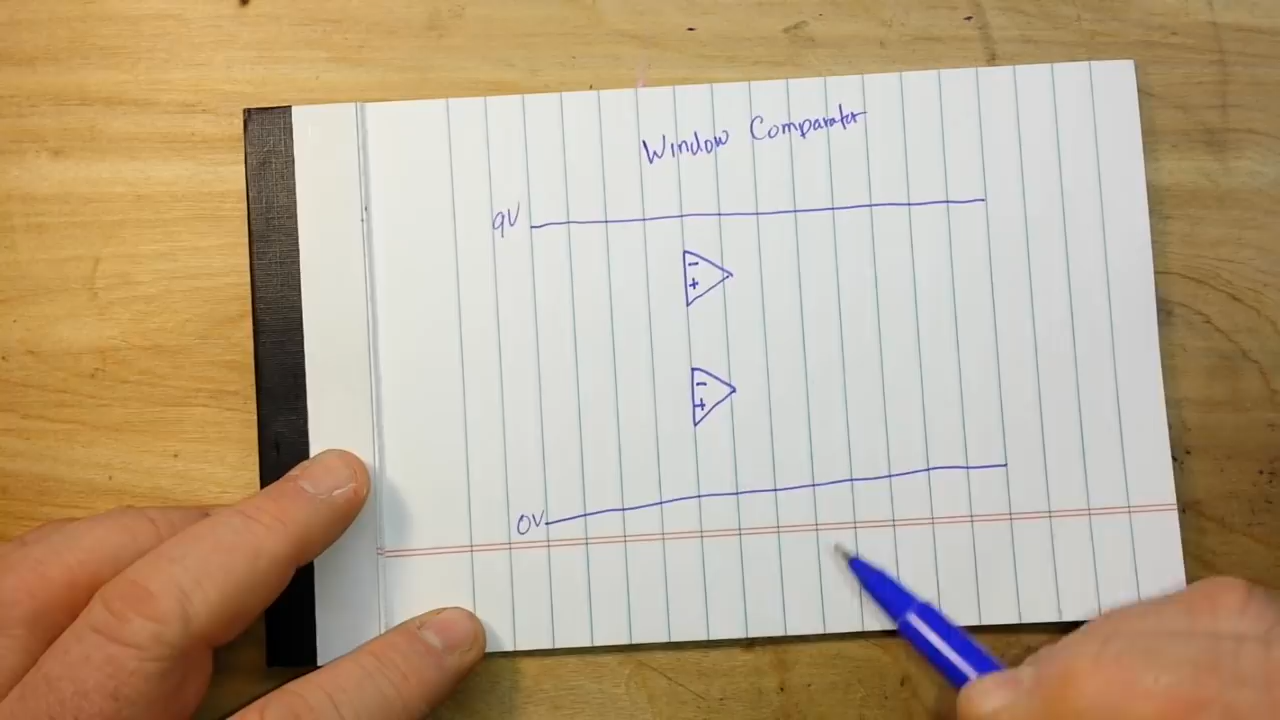 Window Comparator
9V
-
+
-
+
0V